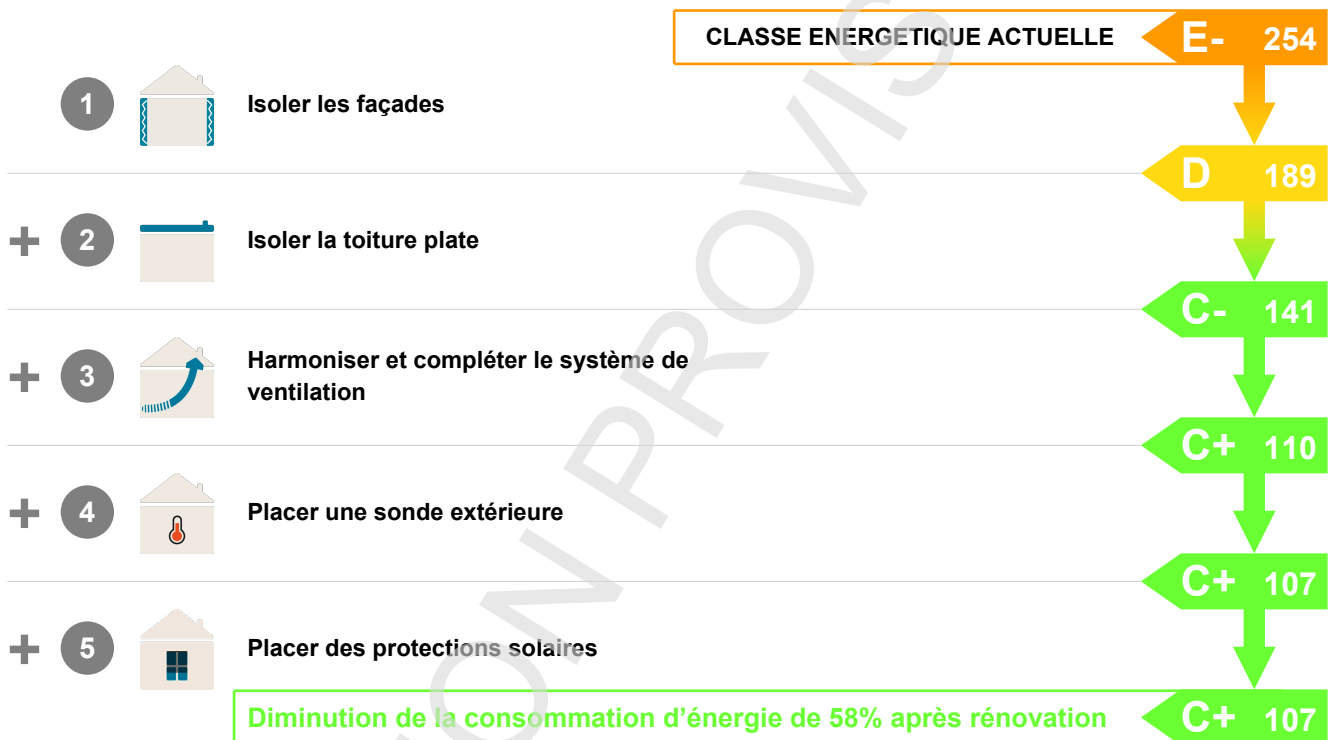 CLASSE ENERGETIQUE ACTUELLE E- 254
1 Isoler les façades
D 189
+ 2 Isoler la toiture plate
C- 141
+ 3 Harmoniser et compléter le système de
ventilation
C+ 110
+ 4 Placer une sonde extérieure
C+ 107
+ 5 Placer des protections solaires
Diminution de la consommation d’énergie de 58% après rénovation C+ 107